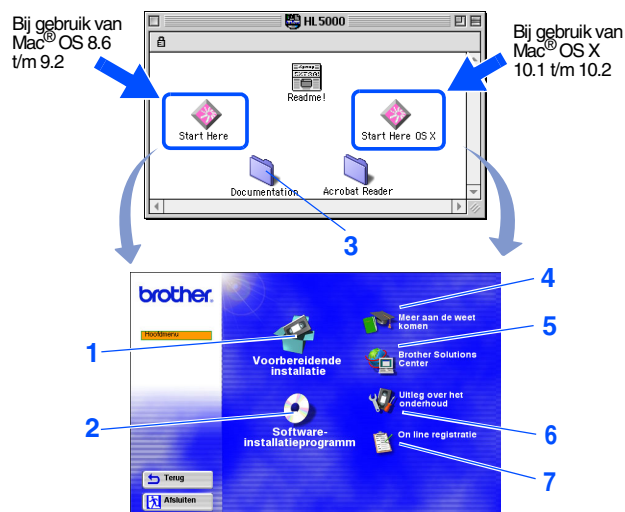 Bij gebruik van
Mac® OS 8.6
t/m 9.2
HL5000
Bij gebruik van
Mac® OS X
10.1 t/m 10.2
Readme!
Start Here
Start Here OS X
Documentation
Acrobat Reader
3
brother.
Hoofdmenu
1
Voorbereidende
installatie
2
Software-
installatieprogramm
4
Meer aan de weet
komen
5
Brother Solutions
Center
Uitleg over het
onderhoud
6
On line registratie
7
Terug
Afsluiten